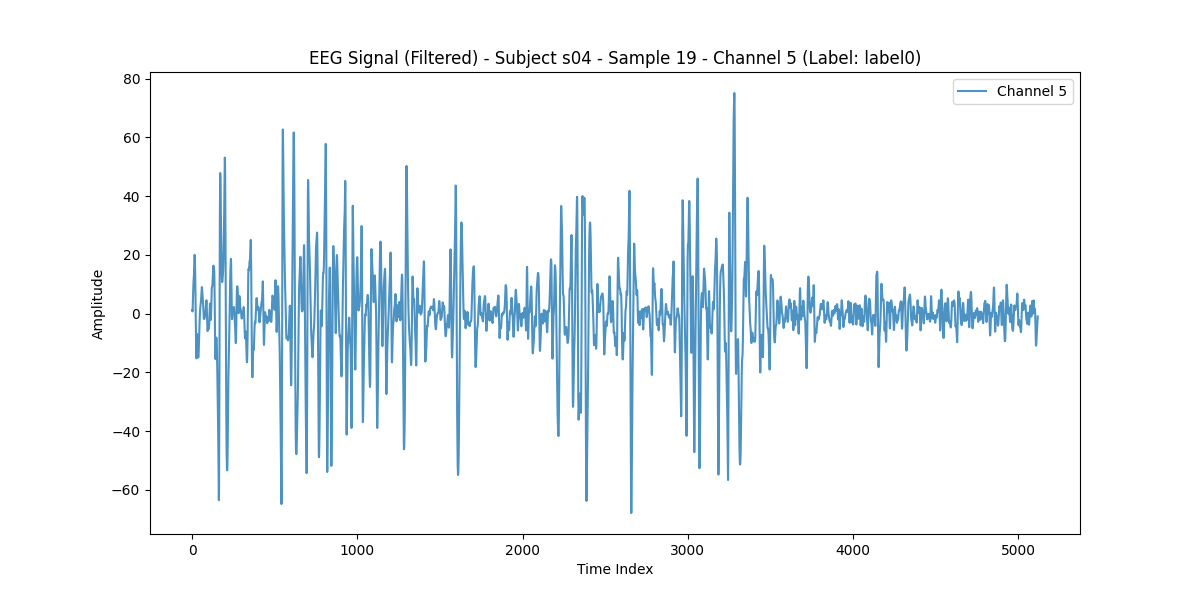 EEG Signal (Filtered) - Subject s04 - Sample 19 - Channel 5 (Label: label0)
Channel 5
80
60
40
20
0
−20
−40
−60
Amplitude
0 1000 2000 3000 4000 5000
Time Index